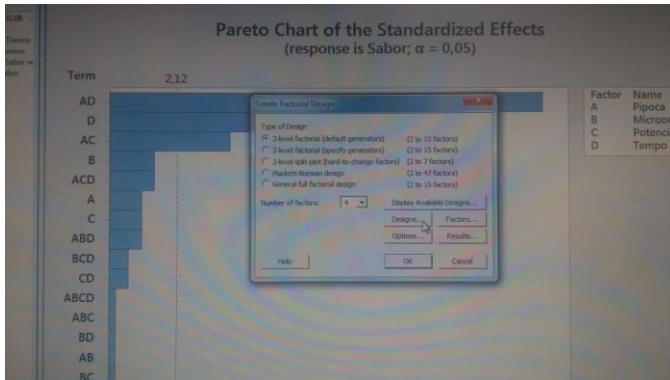 Pareto Chart of the Standardized Effects
(response is Sabor; α = 0,05)
Term
2,12
AD
D
AC
B
ACD
A
C
ABD
BCD
CD
ABCD
ABC
BD
AB
BC
Factor Name
A Pipoca
B
C
D Tempo
Create Factorial Design
Type of Design
2-level factorial (default generators) (2 to 15 factors)
2-level factorial (specify generators) (2 to 15 factors)
2-level split-plot (hard-to-change factors) (2 to 7 factors)
Plackett-Burman design (2 to 47 factors)
General full factorial design (2 to 15 factors)
Number of factors: 4 Display Available Designs...
Designs... Factors...
Options... Results...
Help OK Cancel